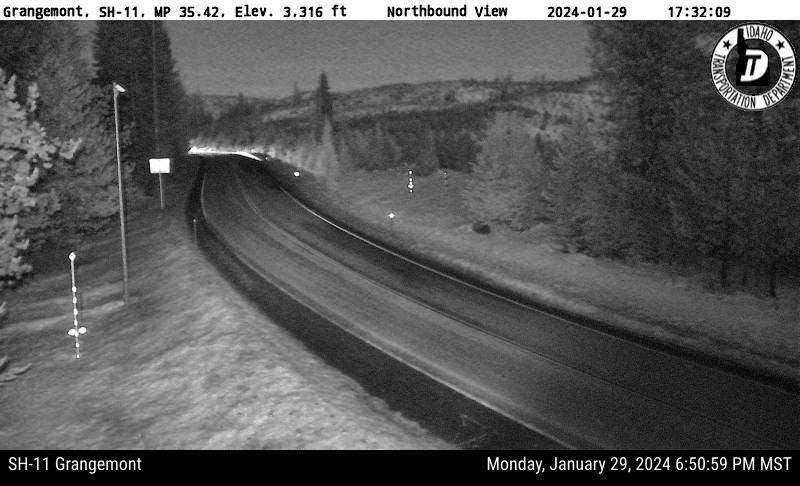 Grangemont, SH-11, MP 35.42, Elev. 3,316 ft Northbound View 2024-01-29 17:32:09
IDAHO
TRANSPORTATION DEPARTMENT
SH-11 Grangemont Monday, January 29, 2024 6:50:59 PM MST